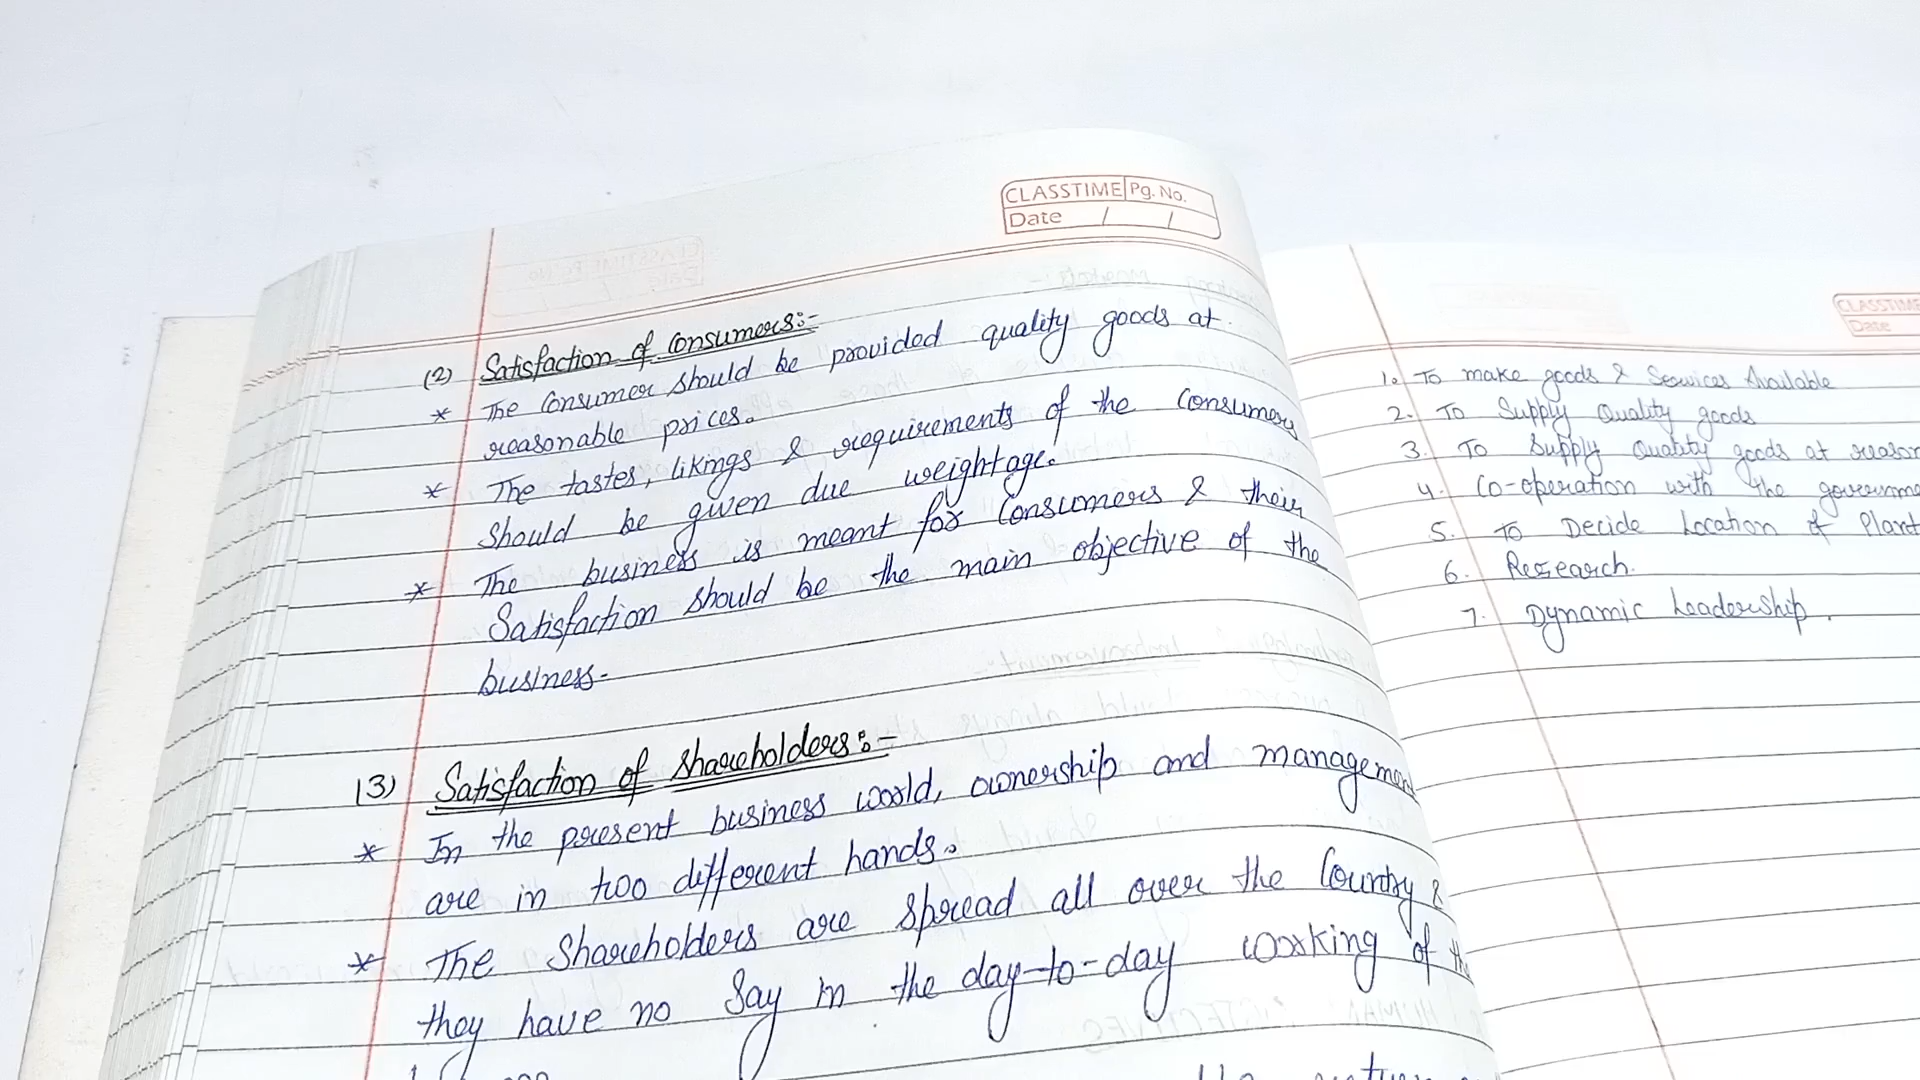 CLASSTIME Pg. No.
Date / /
(2) Satisfaction of Consumers:-
* The Consumer should be provided quality goods at
reasonable prices.
* The tastes, likings & requirements of the Consumers
should be given due weightage.
* The business is meant for Consumers & their
Satisfaction should be the main objective of the
business.
(3) Satisfaction of Shareholders:-
* In the present business world, ownership and managemen
are in two different hands.
* The Shareholders are spread all over the Country &
they have no Say in the day-to-day working of the
CLASSTIME
Date
1. To make goods & Services Available
2. To Supply Quality goods
3. To Supply Quality goods at reason
4. Co-operation with the governme
5. To Decide Location of Plant
6. Research.
7. Dynamic Leadership.